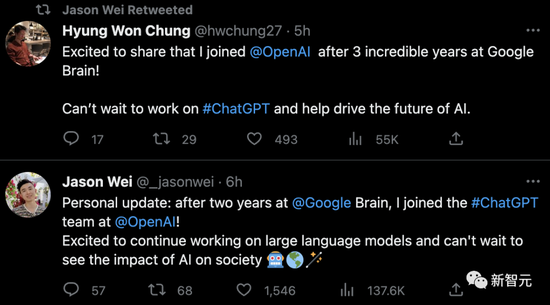 Jason Wei Retweeted
Hyung Won Chung @hwchung27 · 5h
Excited to share that I joined @OpenAI after 3 incredible years at Google
Brain!
Can't wait to work on #ChatGPT and help drive the future of AI.
17 29 493 55K
Jason Wei @_jasonwei · 6h
Personal update: after two years at @Google Brain, I joined the #ChatGPT
team at @OpenAI!
Excited to continue working on large language models and can't wait to
see the impact of AI on society 🤖🌎🪄
57 68 1,546 137.6K
新智元